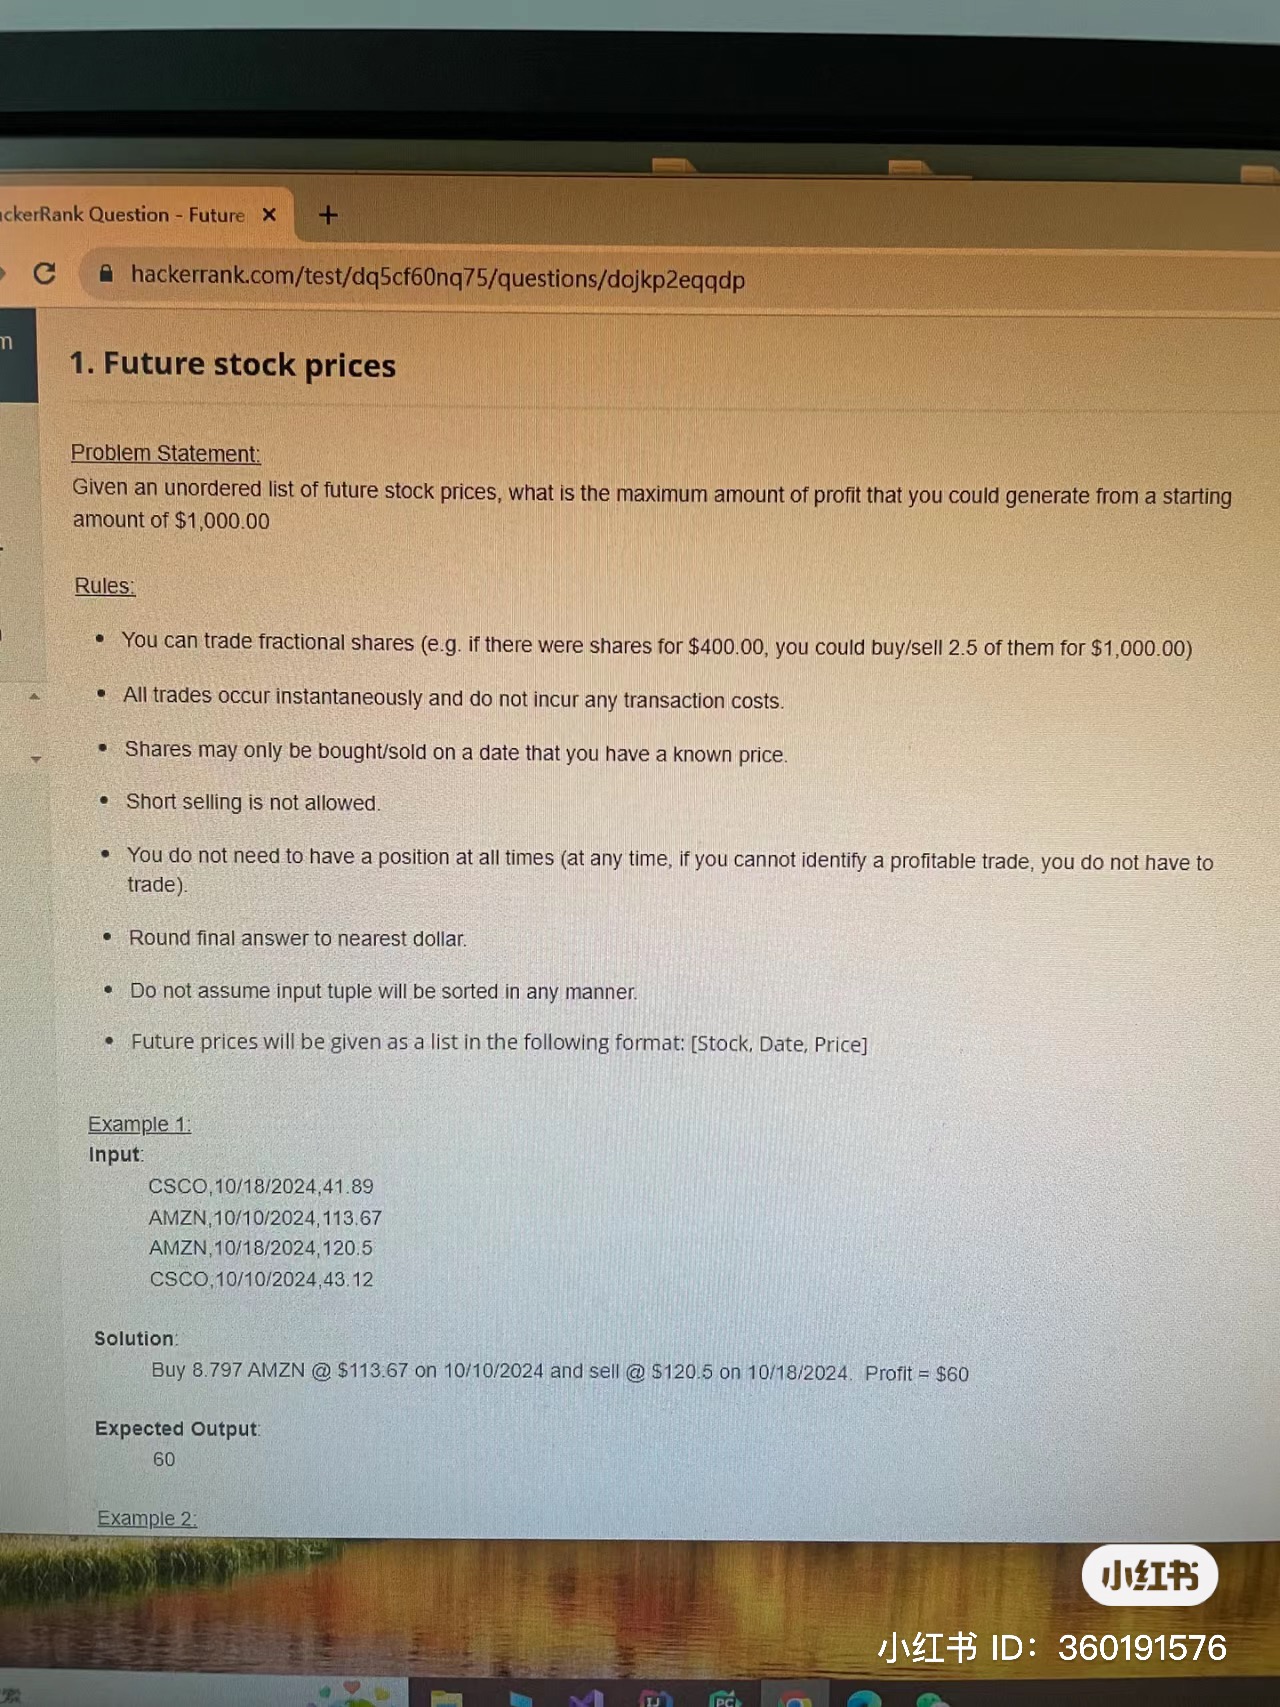 ckerRank Question - Future
hackerrank.com/test/dq5cf60nq75/questions/dojkp2eqqdp
m
1. Future stock prices
Problem Statement:
Given an unordered list of future stock prices, what is the maximum amount of profit that you could generate from a starting
amount of $1,000.00
Rules:
• You can trade fractional shares (e.g. if there were shares for $400.00, you could buy/sell 2.5 of them for $1,000.00)
• All trades occur instantaneously and do not incur any transaction costs.
• Shares may only be bought/sold on a date that you have a known price.
• Short selling is not allowed.
• You do not need to have a position at all times (at any time, if you cannot identify a profitable trade, you do not have to
trade).
• Round final answer to nearest dollar.
• Do not assume input tuple will be sorted in any manner.
• Future prices will be given as a list in the following format: [Stock, Date, Price]
Example 1:
Input:
CSCO,10/18/2024,41.89
AMZN,10/10/2024,113.67
AMZN,10/18/2024,120.5
CSCO,10/10/2024,43.12
Solution:
Buy 8.797 AMZN @ $113.67 on 10/10/2024 and sell @ $120.5 on 10/18/2024. Profit = $60
Expected Output:
60
Example 2:
小红书
小红书 ID：360191576
IJ
PC